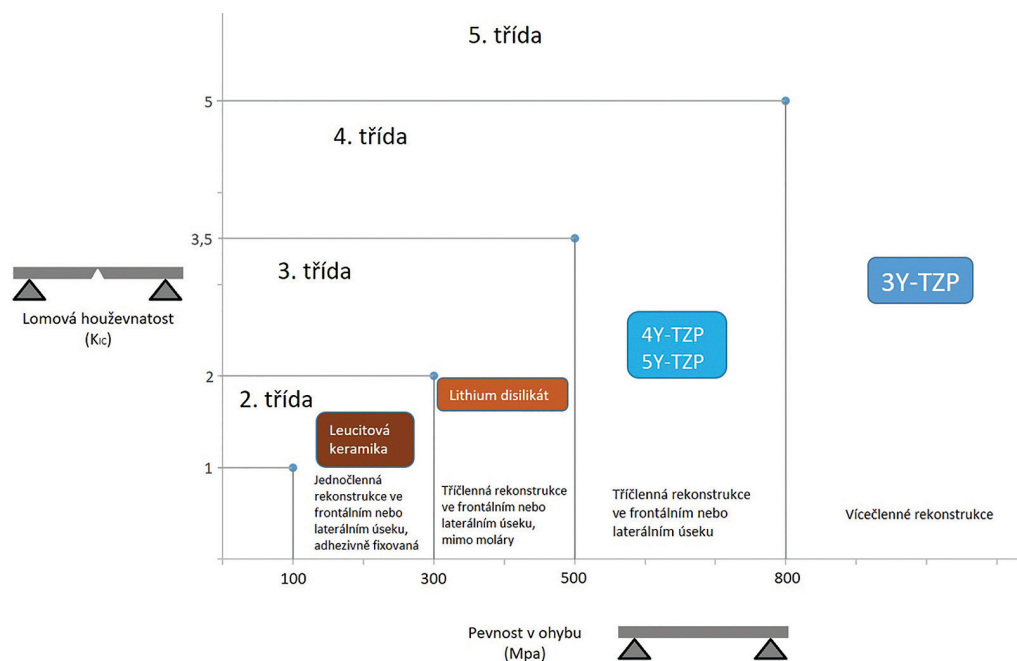 5. třída
5
4. třída
3,5
3. třída
3Y-TZP
Lomová houževnatost
(KIC)
4Y-TZP
5Y-TZP
2
2. třída
Lithium disilikát
Leucitová
keramika
1
Jednočlenná
rekonstrukce ve
frontálním nebo
laterálním úseku,
adhezivně fixovaná
Tříčlenná rekonstrukce
ve frontálním nebo
laterálním úseku,
mimo moláry
Tříčlenná rekonstrukce
ve frontálním nebo
laterálním úseku
Vícečlenné rekonstrukce
100
300
500
800
Pevnost v ohybu
(Mpa)